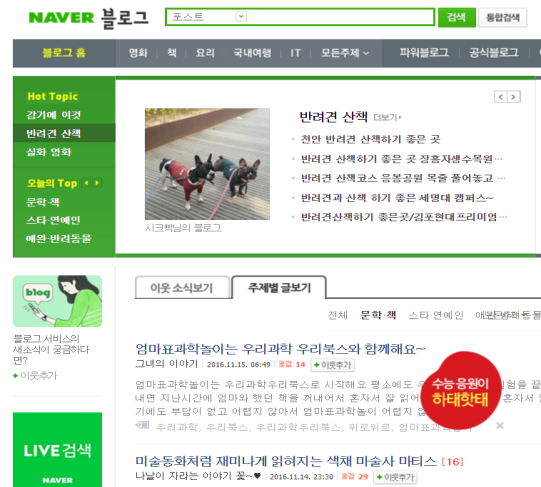 NAVER 블로그
포스트
검색
통합검색
블로그 홈 영화 책 요리 국내여행 IT 모든주제 파워블로그 공식블로그
Hot Topic
감기에 이것
반려견 산책
실화 영화
오늘의 Top
문학·책
스타·연예인
애완·반려동물
반려견 산책 더보기
천안 반려견 산책하기 좋은 곳
반려견 산책하기 좋은 곳 장흥자생수목원…
반려견 산책코스 응봉공원 목줄 풀어놓고 …
반려견과 산책 하기 좋은 세명대 캠퍼스~
반려견산책하기 좋은곳/김포현대프리미엄…
시크삑님의 블로그
blog
블로그 서비스의
새소식이 궁금하다
면?
+ 이웃추가
LIVE검색
NAVER
이웃 소식보기 주제별 글보기
전체 문학·책 스타·연예인
엄마표과학놀이는 우리과학 우리북스와 함께해요~
그녀의 이야기 2016.11.15. 06:49 공감 14 +이웃추가
엄마표과학놀이는 우리과학우리북스로 시작해요 평소에도 험을 끝
내면 지난시간에 엄마와 했던 책을 꺼내어서 혼자서 잘 읽어 혼자서
기에도 부담이 없고 어렵지 않아서 엄마표과학놀이가 어렵지 않
우리과학, 우리북스, 우리과학우리북스, 뒤로위로, 엄마표과학놀이
수능 응원이
하태핫태
미술동화처럼 재미나게 읽혀지는 색채 마술사 마티스 [16]
나날이 자라는 이야기 꽃~♥ 2016.11.14. 23:30 공감 29 +이웃추가